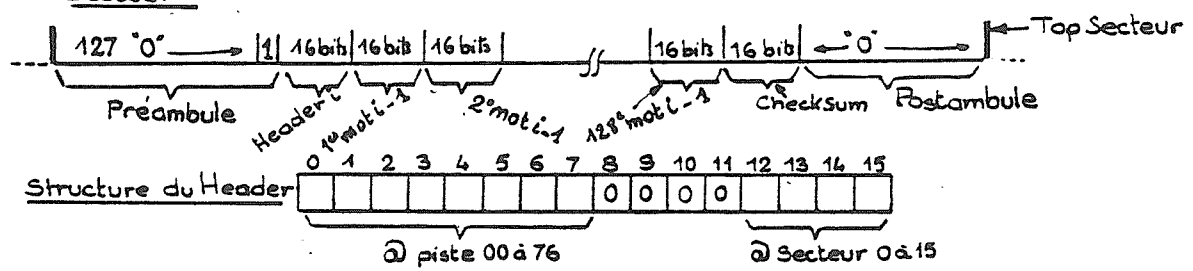 Top Secteur
127 "0" 1 16 bits 16 bits 16 bits 16 bits 16 bits "0"
Préambule Header i 1er mot i-1 2e mot i-1 128e mot i-1 Checksum Postambule
0 1 2 3 4 5 6 7 8 9 10 11 12 13 14 15
Structure du Header 0 0 0 0
@ piste 00 à 76 @ Secteur 0 à 15